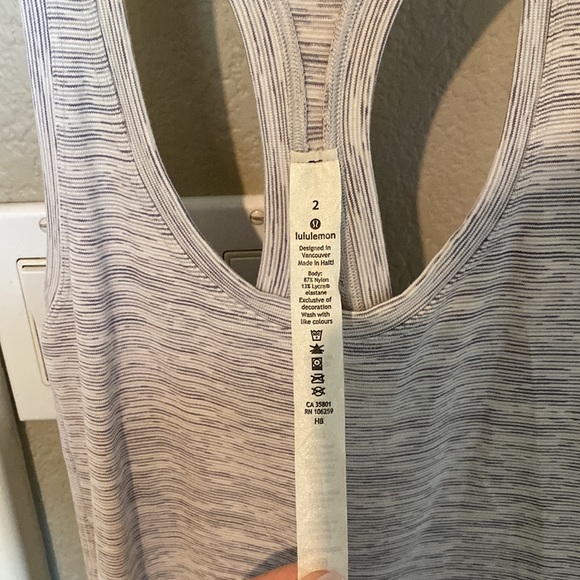 2
lululemon
Designed in
Vancouver
Made in Haiti
Body:
87% Nylon
13% Lycra®
elastane
Exclusive of
decoration
Wash with
like colours
CA 35801
RN 106259
HB